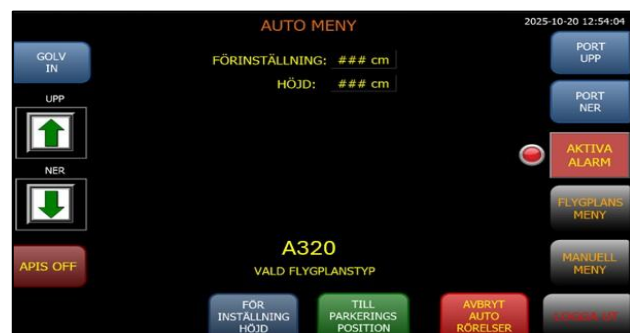 AUTO MENY
2025-10-20 12:54:04
GOLV
IN
FÖRINSTÄLLNING: ### cm
HÖJD: ### cm
PORT
UPP
UPP
PORT
NER
NER
AKTIVA
ALARM
FLYGPLANS
MENY
APIS OFF
A320
VALD FLYGPLANSTYP
MANUELL
MENY
FÖR
INSTÄLLNING
HÖJD
TILL
PARKERINGS
POSITION
AVBRYT
AUTO
RÖRELSER
LOGGA UT